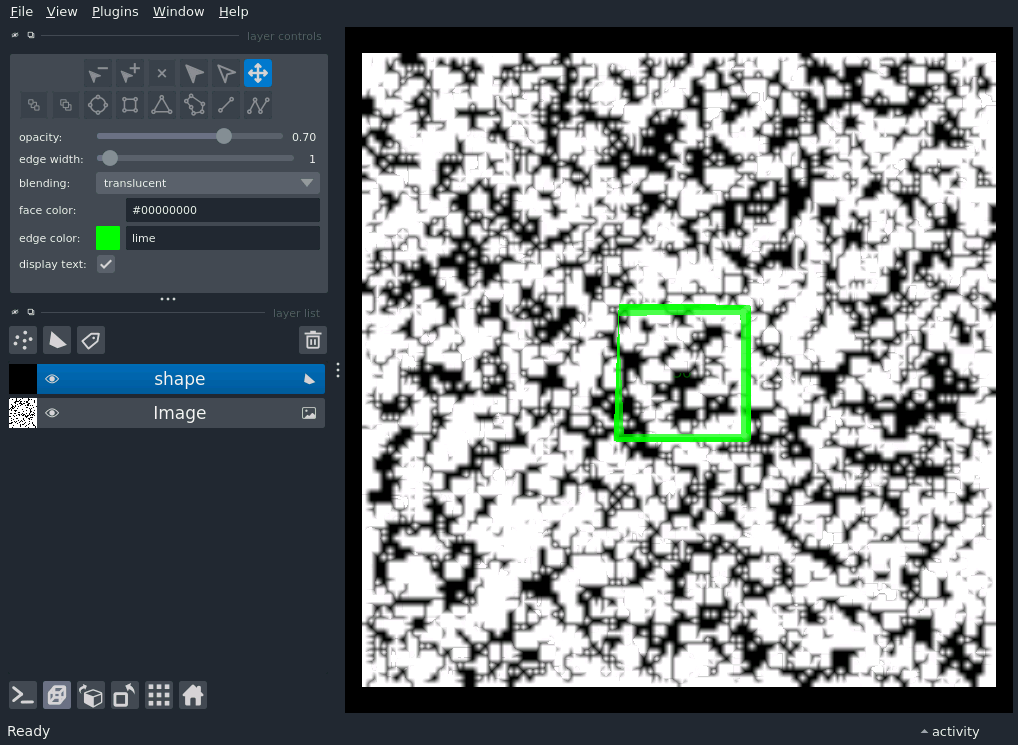 File View Plugins Window Help
layer controls
opacity: 0.70
edge width: 1
blending: translucent
face color: #00000000
edge color: lime
display text:
layer list
shape
Image
Ready
activity